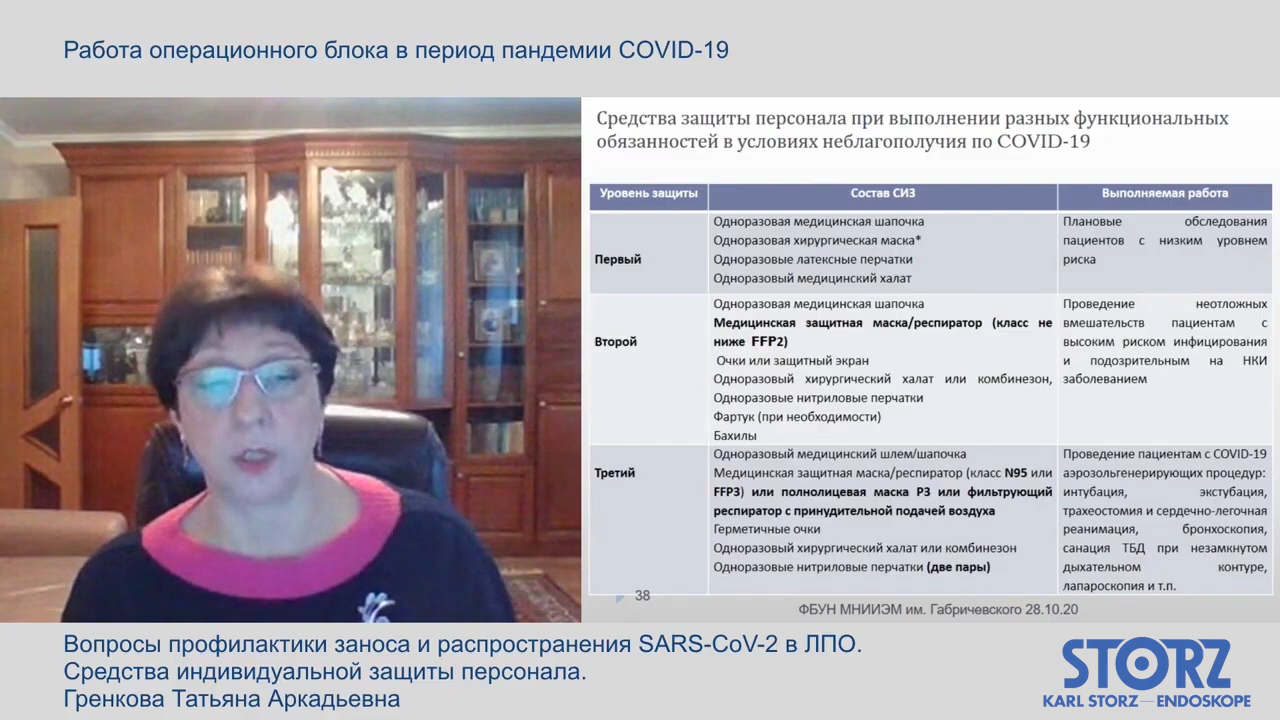 Работа операционного блока в период пандемии COVID-19
Средства защиты персонала при выполнении разных функциональных
обязанностей в условиях неблагополучия по COVID-19
Уровень защиты
Состав СИЗ
Выполняемая работа
Первый
Одноразовая медицинская шапочка
Одноразовая хирургическая маска*
Одноразовые латексные перчатки
Одноразовый медицинский халат
Плановые обследования
пациентов с низким уровнем
риска
Второй
Одноразовая медицинская шапочка
Медицинская защитная маска/респиратор (класс не
ниже FFP2)
Очки или защитный экран
Одноразовый хирургический халат или комбинезон,
Одноразовые нитриловые перчатки
Фартук (при необходимости)
Бахилы
Проведение неотложных
вмешательств пациентам с
высоким риском инфицирования
и подозрительным на НКИ
заболеванием
Третий
Одноразовый медицинский шлем/шапочка
Медицинская защитная маска/респиратор (класс N95 или
FFP3) или полнолицевая маска Р3 или фильтрующий
респиратор с принудительной подачей воздуха
Герметичные очки
Одноразовый хирургический халат или комбинезон
Одноразовые нитриловые перчатки (две пары)
Проведение пациентам с COVID-19
аэрозольгенерирующих процедур:
интубация, экстубация,
трахеостомия и сердечно-легочная
реанимация, бронхоскопия,
санация ТБД при незамкнутом
дыхательном контуре,
лапароскопия и т.п.
38
ФБУН МНИИЭМ им. Габричевского 28.10.20
Вопросы профилактики заноса и распространения SARS-CoV-2 в ЛПО.
Средства индивидуальной защиты персонала.
Гренкова Татьяна Аркадьевна
STORZ
KARL STORZ—ENDOSKOPE